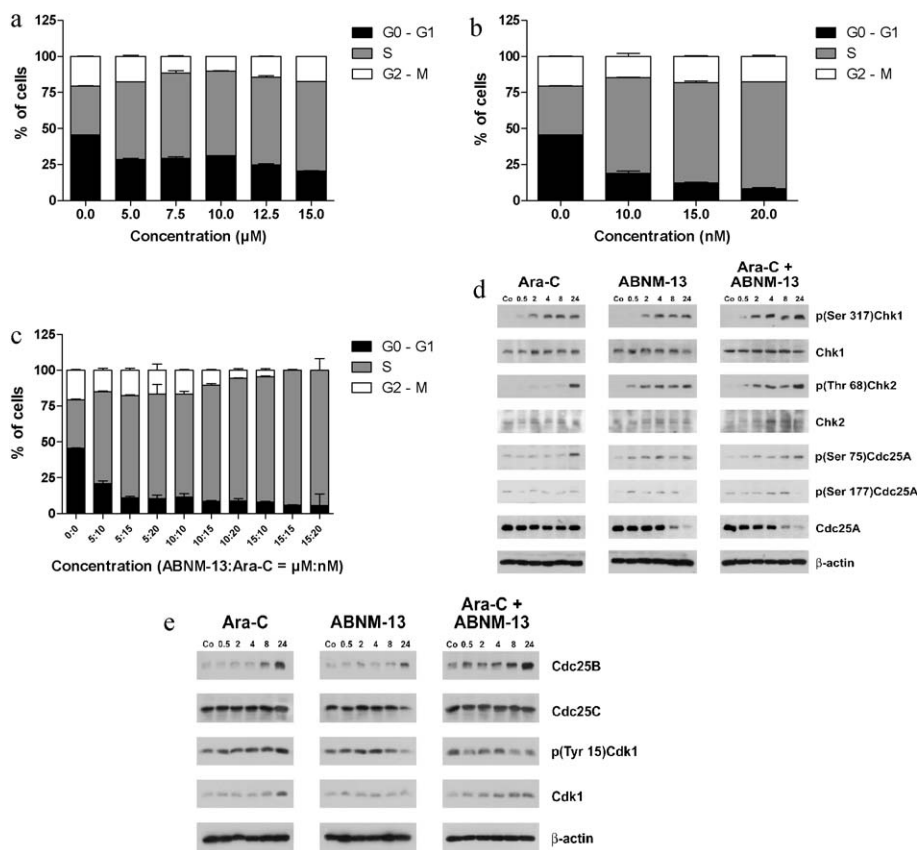 a
% of cells
125
100
75
50
25
0
0.0 5.0 7.5 10.0 12.5 15.0
Concentration (µM)
G0 - G1
S
G2 - M
b
% of cells
125
100
75
50
25
0
0.0 10.0 15.0 20.0
Concentration (nM)
G0 - G1
S
G2 - M
c
% of cells
125
100
75
50
25
0
0:0 5:10 5:15 5:20 10:10 10:15 10:20 15:10 15:15 15:20
Concentration (ABNM-13:Ara-C = µM:nM)
G0 - G1
S
G2 - M
d
Ara-C ABNM-13 Ara-C +
ABNM-13
Co 0.5 2 4 8 24 Co 0.5 2 4 8 24 Co 0.5 2 4 8 24
p(Ser 317)Chk1
Chk1
p(Thr 68)Chk2
Chk2
p(Ser 75)Cdc25A
p(Ser 177)Cdc25A
Cdc25A
β-actin
e
Ara-C ABNM-13 Ara-C +
ABNM-13
Co 0.5 2 4 8 24 Co 0.5 2 4 8 24 Co 0.5 2 4 8 24
Cdc25B
Cdc25C
p(Tyr 15)Cdk1
Cdk1
β-actin